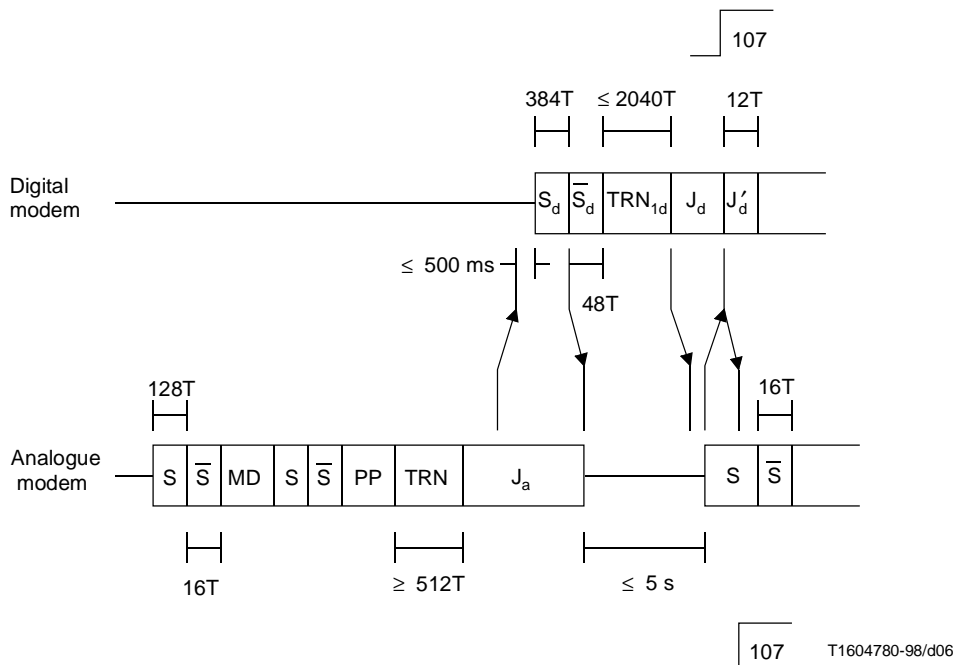 107
384T ≤ 2040T 12T
Digital modem
S_d S̅_d TRN_1d J_d J′_d
≤ 500 ms
48T
128T 16T
Analogue modem
S S̅ MD S S̅ PP TRN J_a S S̅
16T ≥ 512T ≤ 5 s
107 T1604780-98/d06